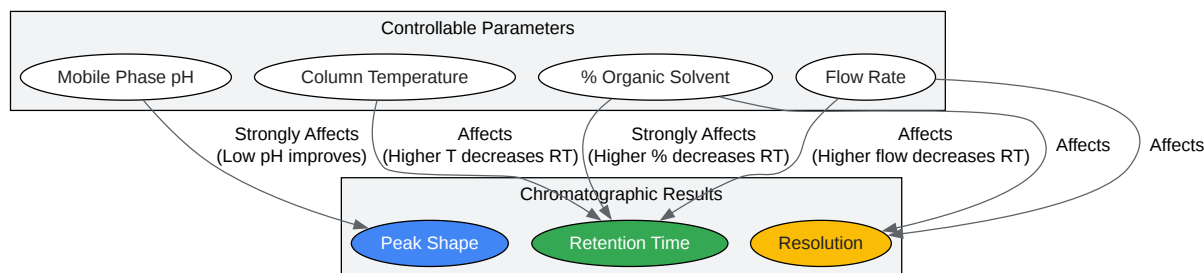 Controllable Parameters
Mobile Phase pH
Column Temperature
% Organic Solvent
Flow Rate
Strongly Affects
(Low pH improves)
Affects
(Higher T decreases RT)
Strongly Affects
(Higher % decreases RT)
Affects
(Higher flow decreases RT)
Affects
Affects
Chromatographic Results
Peak Shape
Retention Time
Resolution